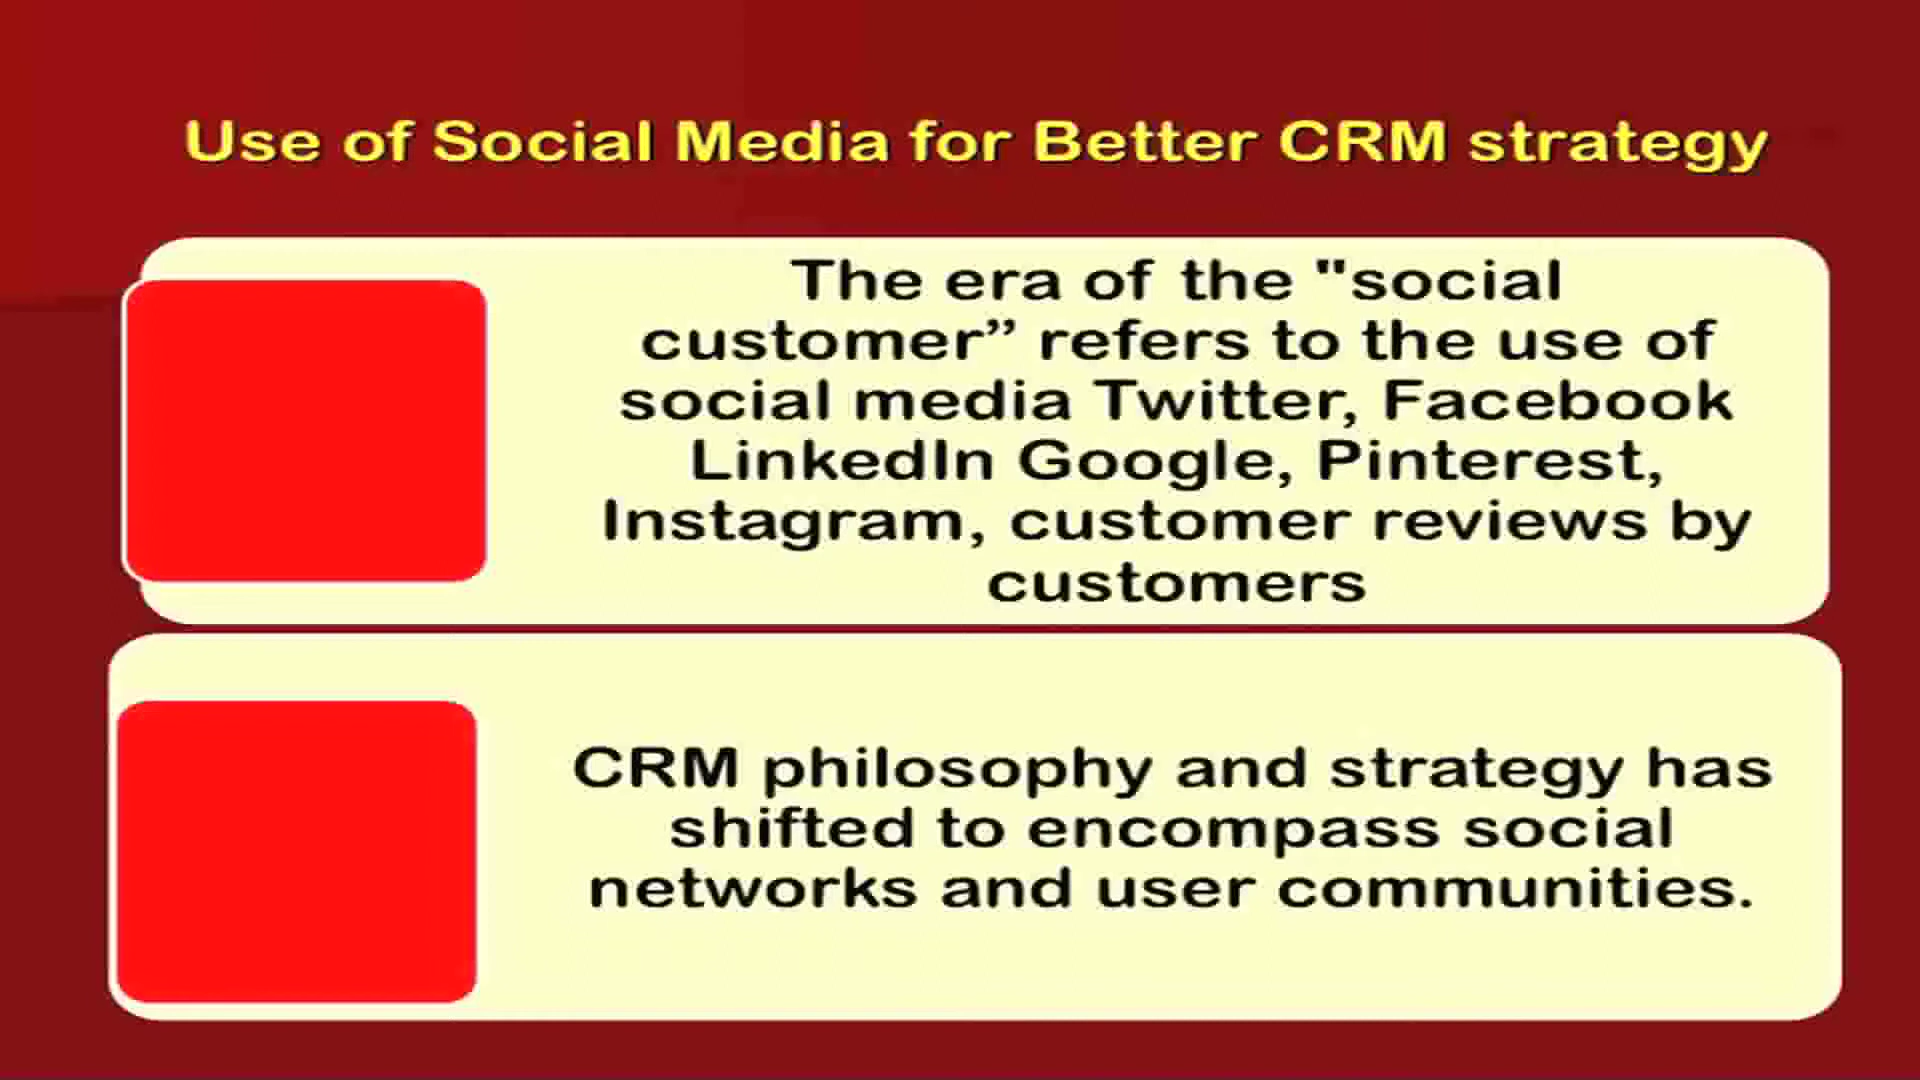 Use of Social Media for Better CRM strategy
The era of the "social
customer” refers to the use of
social media Twitter, Facebook
LinkedIn Google, Pinterest,
Instagram, customer reviews by
customers
CRM philosophy and strategy has
shifted to encompass social
networks and user communities.